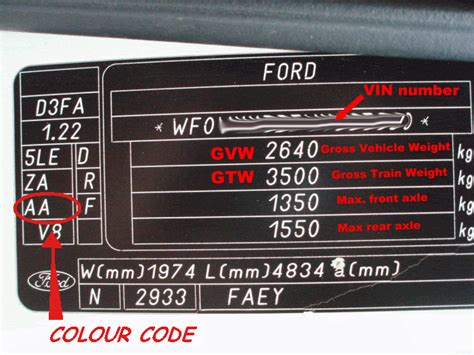 FORD
VIN number
D3FA
1.22
* WF0 *
5LE D GVW 2640 Gross Vehicle Weight kg
ZA R GTW 3500 Gross Train Weight kg
AA F 1350 Max. front axle kg
V8 1550 Max rear axle kg
Ford W(mm)1974 L(mm)4834 a(mm)
N 2933 FAEY
COLOUR CODE